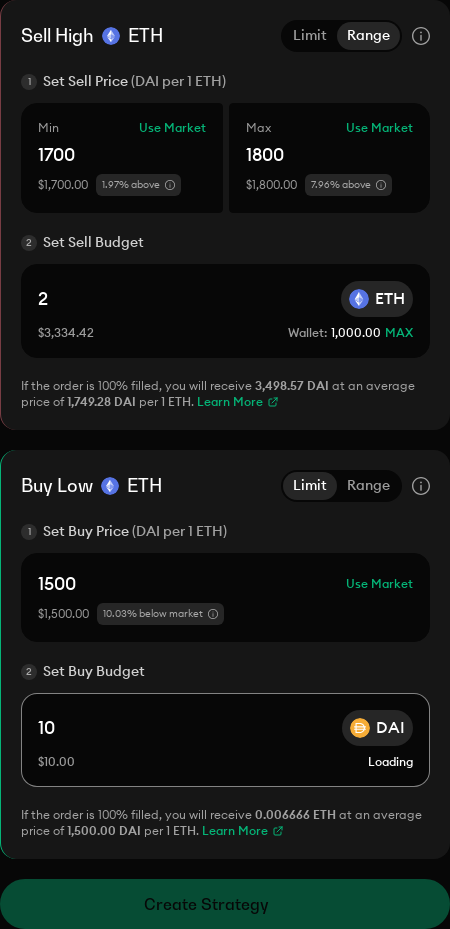 Sell High ETH Limit Range
1 Set Sell Price (DAI per 1 ETH)
Min Use Market Max Use Market
1700 1800
$1,700.00 1.97% above $1,800.00 7.96% above
2 Set Sell Budget
2 ETH
$3,334.42 Wallet: 1,000.00 MAX
If the order is 100% filled, you will receive 3,498.57 DAI at an average
price of 1,749.28 DAI per 1 ETH. Learn More
Buy Low ETH Limit Range
1 Set Buy Price (DAI per 1 ETH)
1500 Use Market
$1,500.00 10.03% below market
2 Set Buy Budget
10 DAI
$10.00 Loading
If the order is 100% filled, you will receive 0.006666 ETH at an average
price of 1,500.00 DAI per 1 ETH. Learn More
Create Strategy